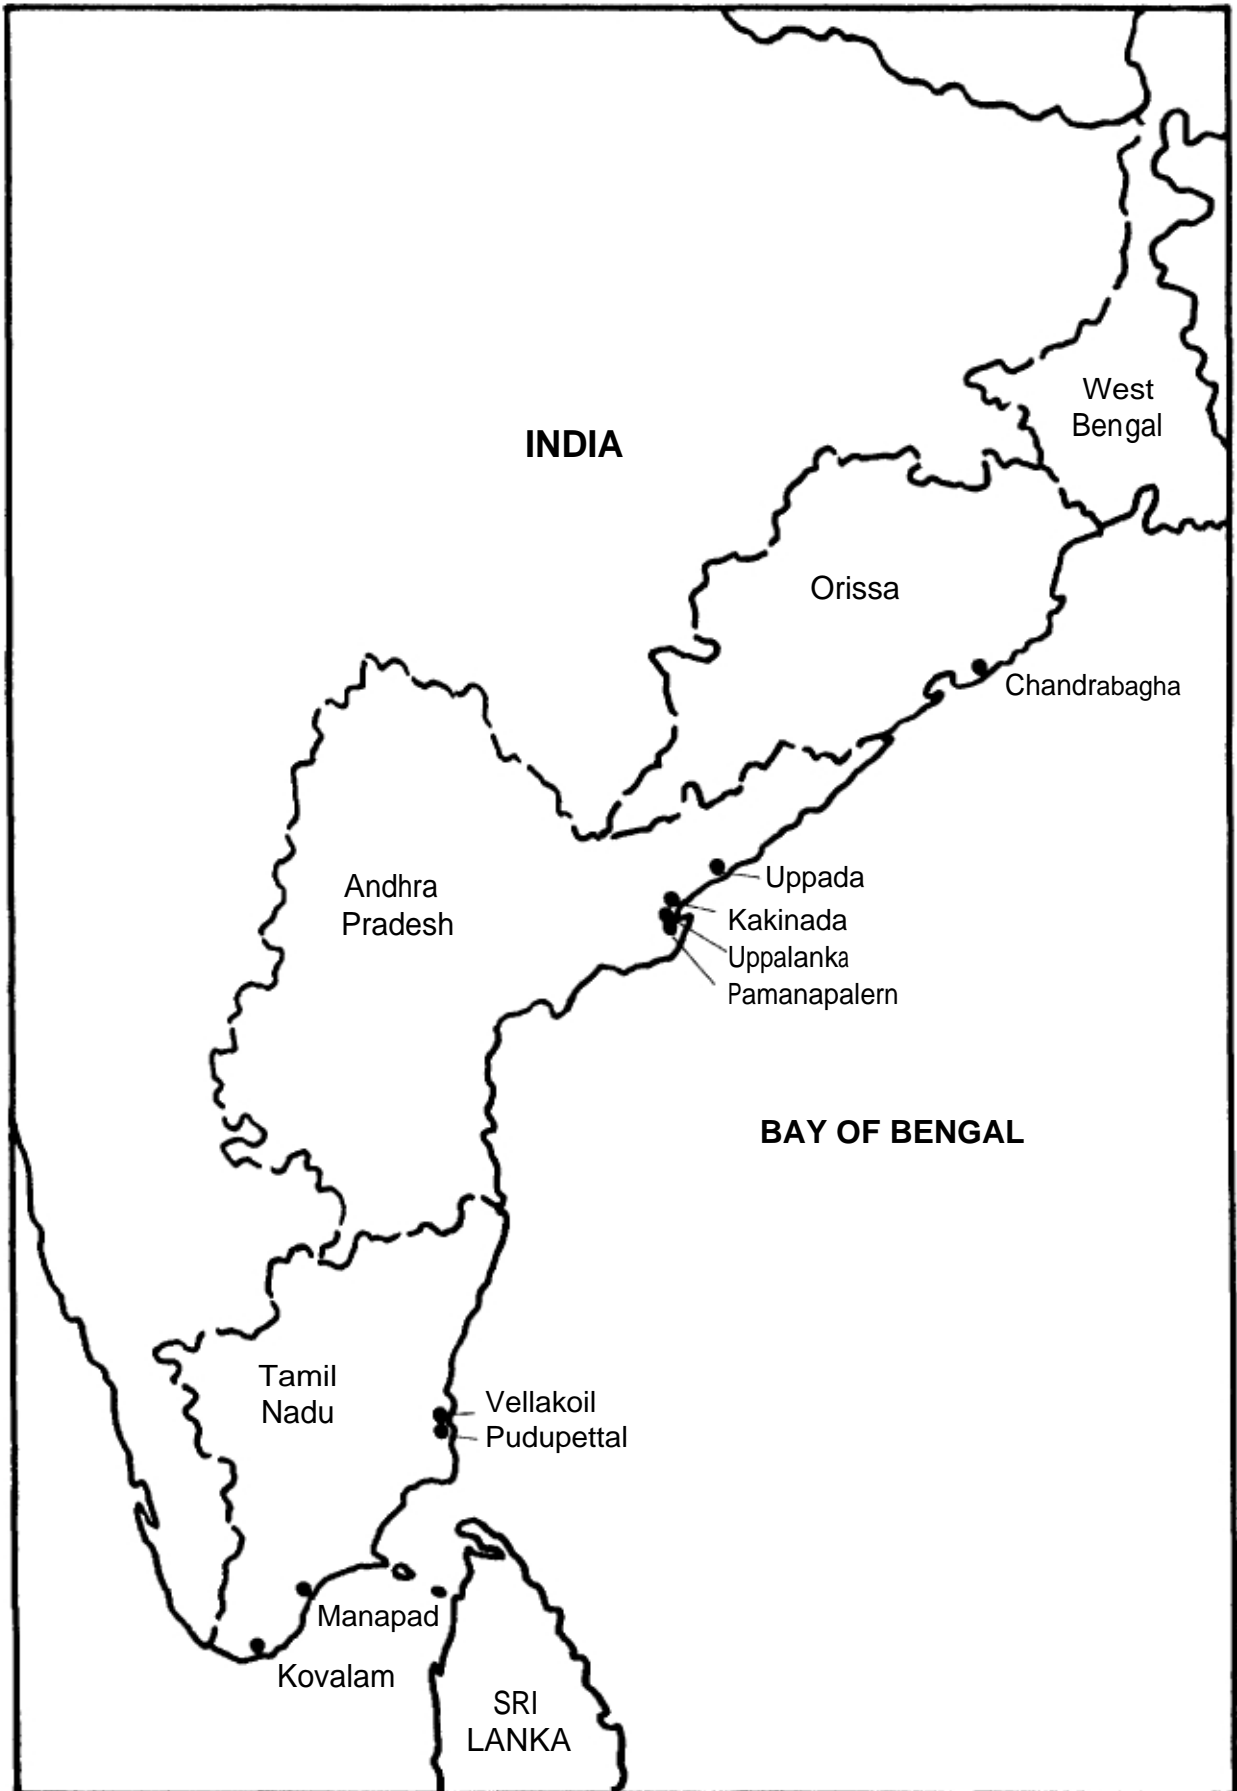 West
Bengal
INDIA
Orissa
Chandrabagha
Andhra
Pradesh
Uppada
Kakinada
Uppalanka
Pamanapalern
BAY OF BENGAL
Tamil
Nadu
Vellakoil
Pudupettal
Manapad
Kovalam
SRI
LANKA